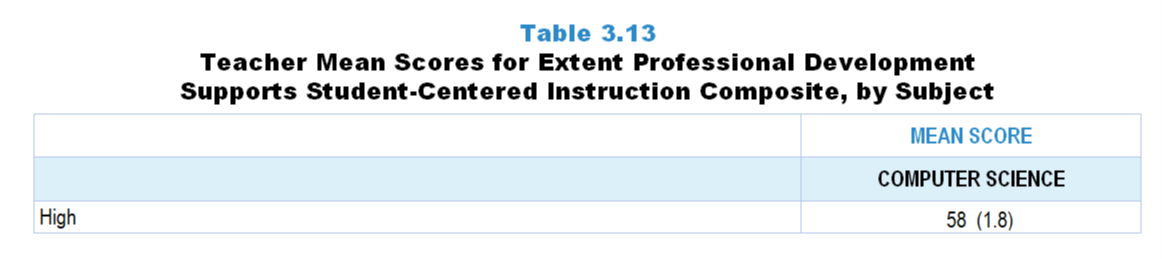 Table 3.13
Teacher Mean Scores for Extent Professional Development
Supports Student-Centered Instruction Composite, by Subject
MEAN SCORE
COMPUTER SCIENCE
High 58 (1.8)